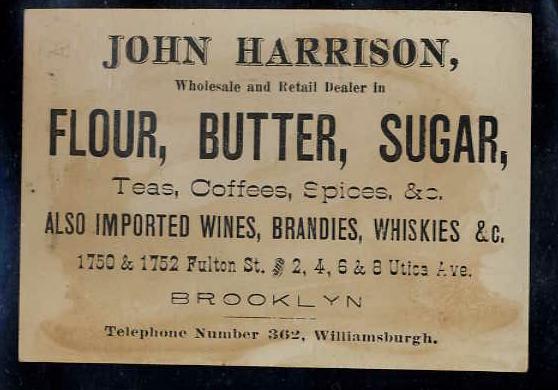 JOHN HARRISON,
Wholesale and Retail Dealer in
FLOUR, BUTTER, SUGAR,
Teas, Coffees, Spices, &c.
ALSO IMPORTED WINES, BRANDIES, WHISKIES &c.
1750 & 1752 Fulton St. § 2, 4, 6 & 8 Utica Ave.
BROOKLYN
Telephone Number 362, Williamsburgh.